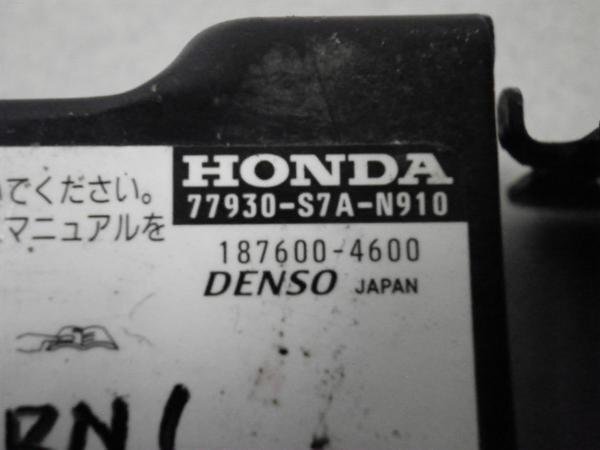 HONDA
77930-S7A-N910
でください。
マニュアルを
187600-4600
DENSO JAPAN
RN1